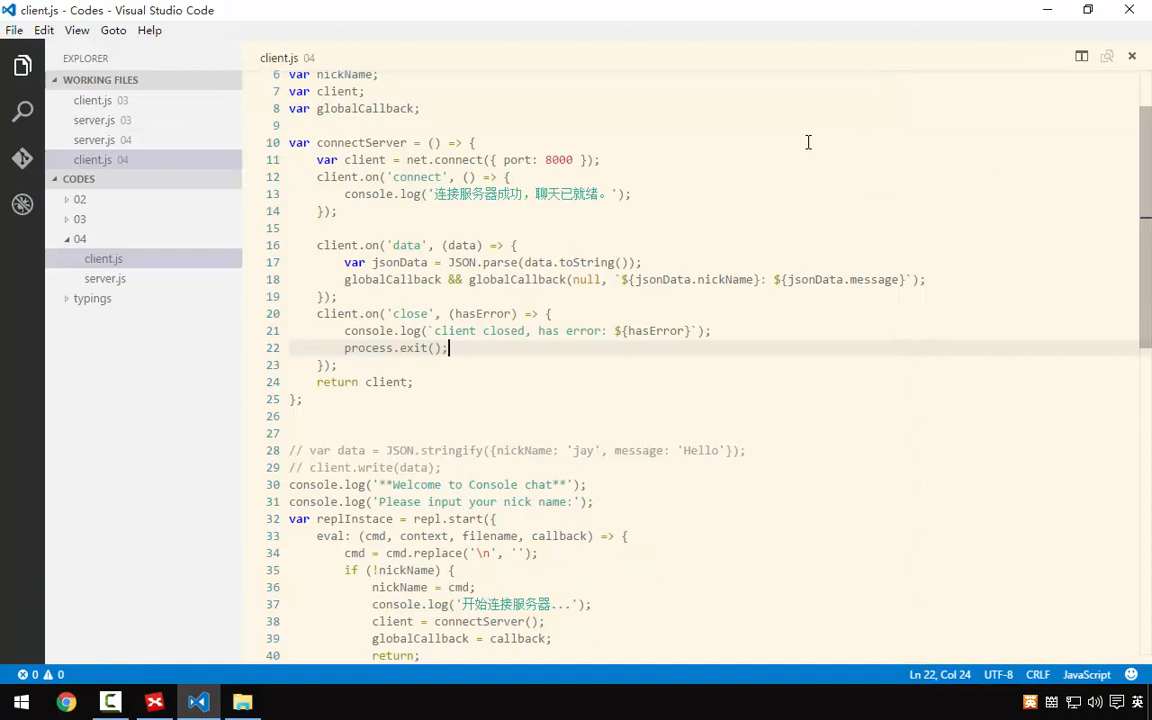 client.js - Codes - Visual Studio Code
File Edit View Goto Help
EXPLORER
WORKING FILES
client.js 03
server.js 03
server.js 04
client.js 04
CODES
02
03
04
client.js
server.js
typings
client.js 04
6 var nickName;
7 var client;
8 var globalCallback;
9
10 var connectServer = () => {
11 var client = net.connect({ port: 8000 });
12 client.on('connect', () => {
13 console.log('连接服务器成功，聊天已就绪。');
14 });
15
16 client.on('data', (data) => {
17 var jsonData = JSON.parse(data.toString());
18 globalCallback && globalCallback(null, `${jsonData.nickName}: ${jsonData.message}`);
19 });
20 client.on('close', (hasError) => {
21 console.log(`client closed, has error: ${hasError}`);
22 process.exit();
23 });
24 return client;
25 };
26
27
28 // var data = JSON.stringify({nickName: 'jay', message: 'Hello'});
29 // client.write(data);
30 console.log('**Welcome to Console chat**');
31 console.log('Please input your nick name:');
32 var replInstace = repl.start({
33 eval: (cmd, context, filename, callback) => {
34 cmd = cmd.replace('\n', '');
35 if (!nickName) {
36 nickName = cmd;
37 console.log('开始连接服务器...');
38 client = connectServer();
39 globalCallback = callback;
40 return;
0 0
Ln 22, Col 24 UTF-8 CRLF JavaScript
英 英